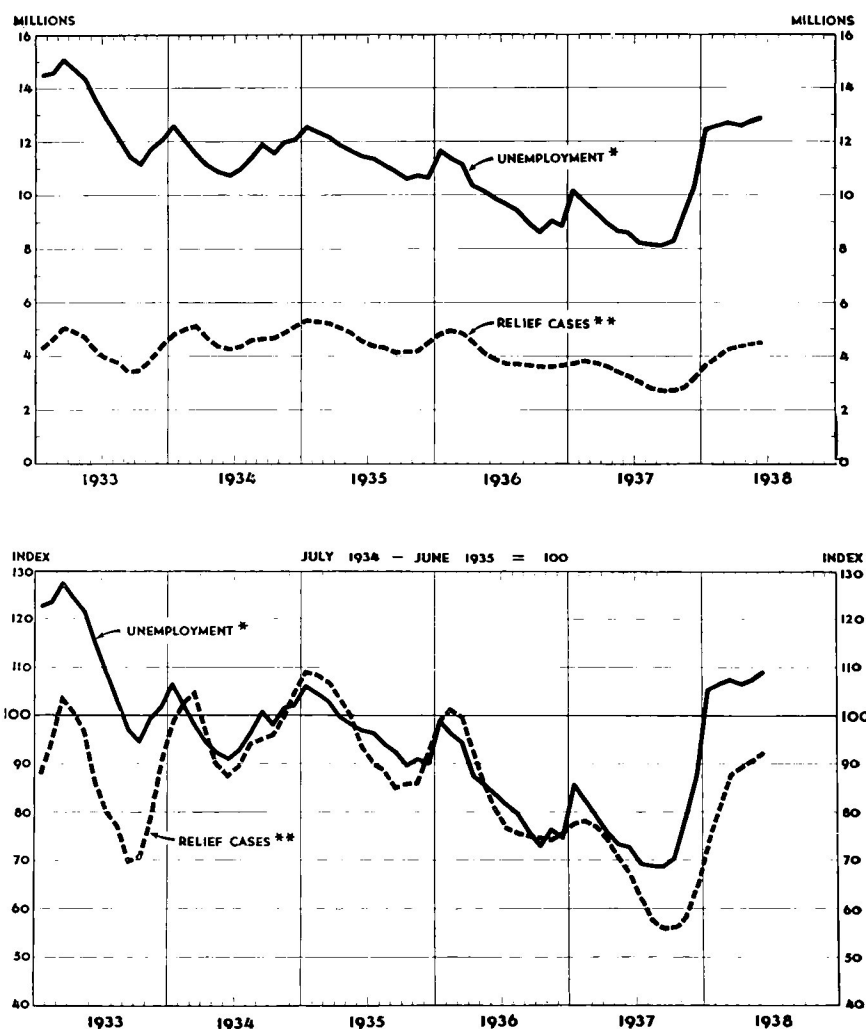 MILLIONS MILLIONS
16 16
14 14
12 12
UNEMPLOYMENT *
10 10
8 8
6 6
RELIEF CASES **
4 4
2 2
0 0
1933 1934 1935 1936 1937 1938
INDEX JULY 1934 — JUNE 1935 = 100 INDEX
130 130
120 120
UNEMPLOYMENT *
110 110
100 100
90 90
80 80
RELIEF CASES **
70 70
60 60
50 50
40 40
1933 1934 1935 1936 1937 1938